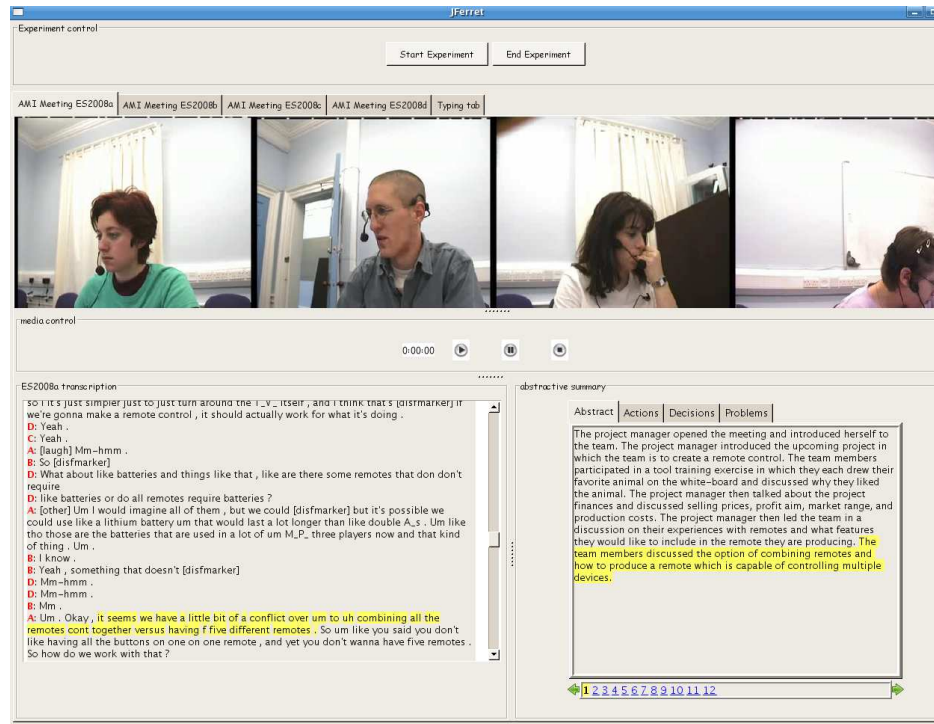 JFerret
Experiment control
Start Experiment End Experiment
AMI Meeting ES2008a AMI Meeting ES2008b AMI Meeting ES2008c AMI Meeting ES2008d Typing tab
media control
0:00:00
ES2008a transcription
so I it's just simpler just to just turn around the T_V_ itself , and I think that's [disfmarker] If
we're gonna make a remote control , it should actually work for what it's doing .
D: Yeah .
C: Yeah .
A: [laugh] Mm-hmm .
B: So [disfmarker]
D: What about like batteries and things like that , like are there some remotes that don don't
require
D: like batteries or do all remotes require batteries ?
A: [other] Um I would imagine all of them , but we could [disfmarker] but it's possible we
could use like a lithium battery um that would last a lot longer than like double A_s . Um like
tho those are the batteries that are used in a lot of um M_P_ three players now and that kind
of thing . Um .
B: I know .
B: Yeah , something that doesn't [disfmarker]
D: Mm-hmm .
D: Mm-hmm .
B: Mm .
A: Um . Okay , it seems we have a little bit of a conflict over um to uh combining all the
remotes cont together versus having f five different remotes . So um like you said you don't
like having all the buttons on one on one remote , and yet you don't wanna have five remotes .
So how do we work with that ?
abstractive summary
Abstract Actions Decisions Problems
The project manager opened the meeting and introduced herself to
the team. The project manager introduced the upcoming project in
which the team is to create a remote control. The team members
participated in a tool training exercise in which they each drew their
favorite animal on the white-board and discussed why they liked
the animal. The project manager then talked about the project
finances and discussed selling prices, profit aim, market range, and
production costs. The project manager then led the team in a
discussion on their experiences with remotes and what features
they would like to include in the remote they are producing. The
team members discussed the option of combining remotes and
how to produce a remote which is capable of controlling multiple
devices.
1 2 3 4 5 6 7 8 9 10 11 12